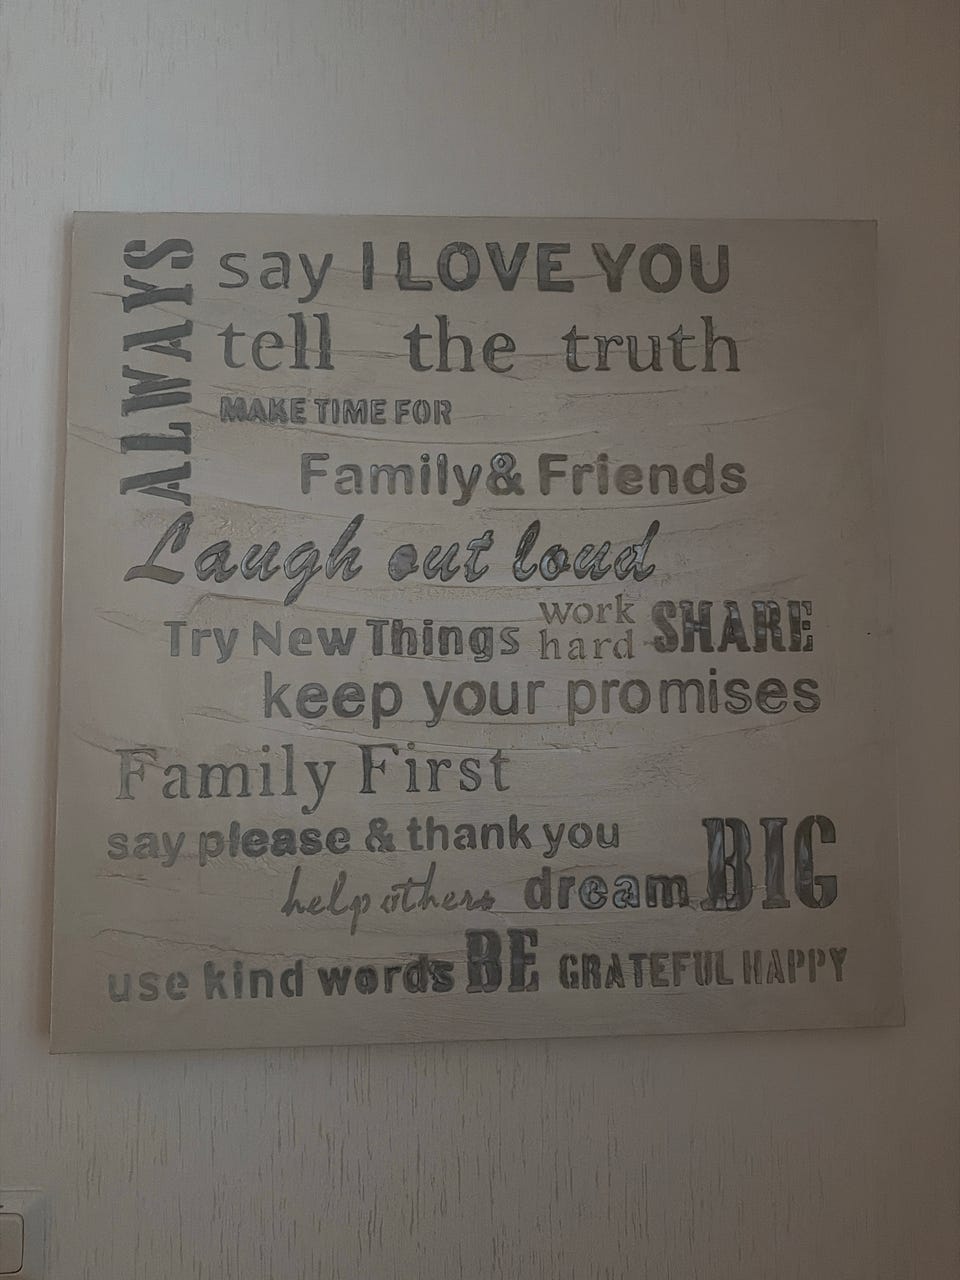 ALWAYS
say I LOVE YOU
tell the truth
MAKE TIME FOR
Family& Friends
Laugh out loud
Try New Things work hard SHARE
keep your promises
Family First
say please & thank you
help others dream BIG
use kind words BE GRATEFUL HAPPY